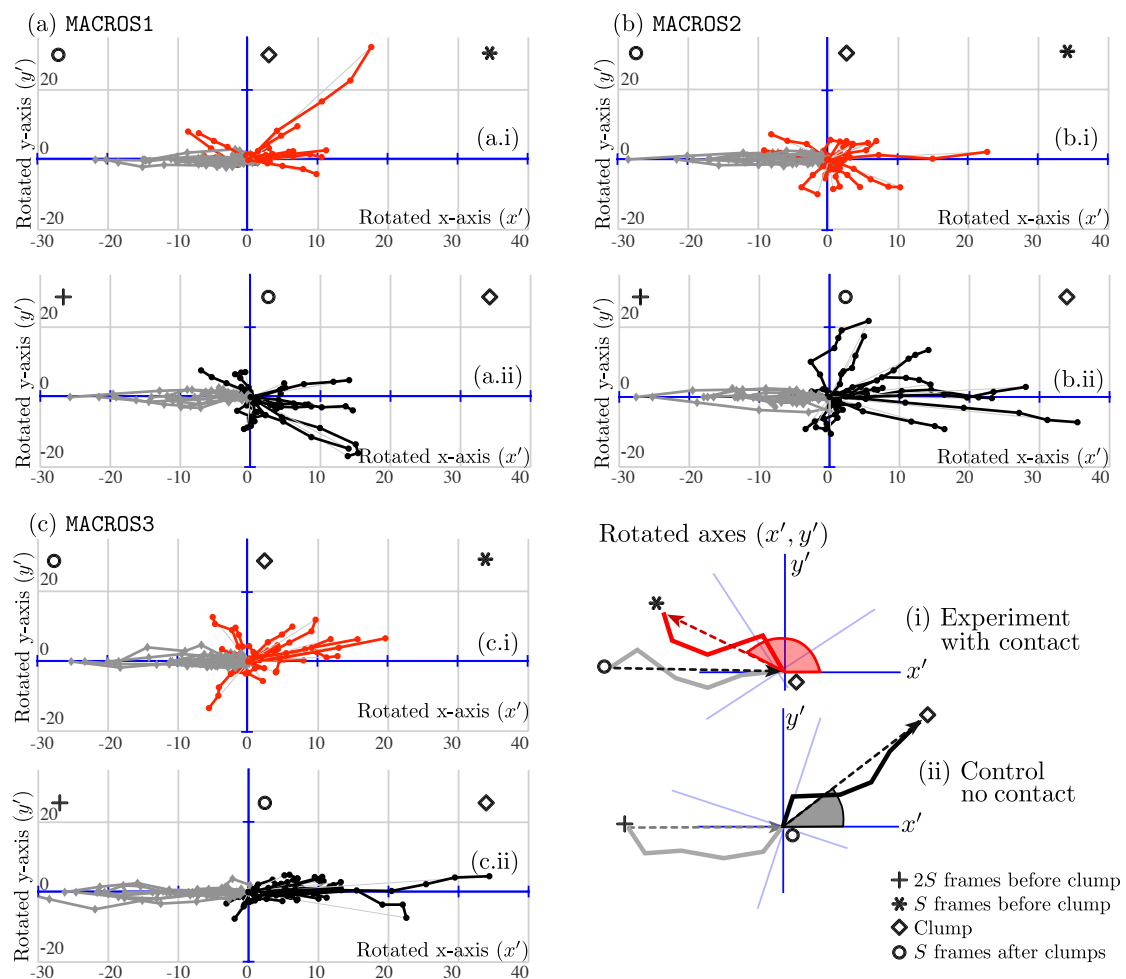 (a) MACROS1
Rotated y-axis (y′)
20
0
-20
(a.i)
Rotated x-axis (x′)
-30 -20 -10 0 10 20 30 40
Rotated y-axis (y′)
20
0
-20
(a.ii)
Rotated x-axis (x′)
-30 -20 -10 0 10 20 30 40
(b) MACROS2
Rotated y-axis (y′)
20
0
-20
(b.i)
Rotated x-axis (x′)
-30 -20 -10 0 10 20 30 40
Rotated y-axis (y′)
20
0
-20
(b.ii)
Rotated x-axis (x′)
-30 -20 -10 0 10 20 30 40
(c) MACROS3
Rotated y-axis (y′)
20
0
-20
(c.i)
Rotated x-axis (x′)
-30 -20 -10 0 10 20 30 40
Rotated y-axis (y′)
20
0
-20
(c.ii)
Rotated x-axis (x′)
-30 -20 -10 0 10 20 30 40
Rotated axes (x′, y′)
y′
(i) Experiment
with contact
x′
y′
(ii) Control
no contact
x′
2S frames before clump
S frames before clump
Clump
S frames after clumps